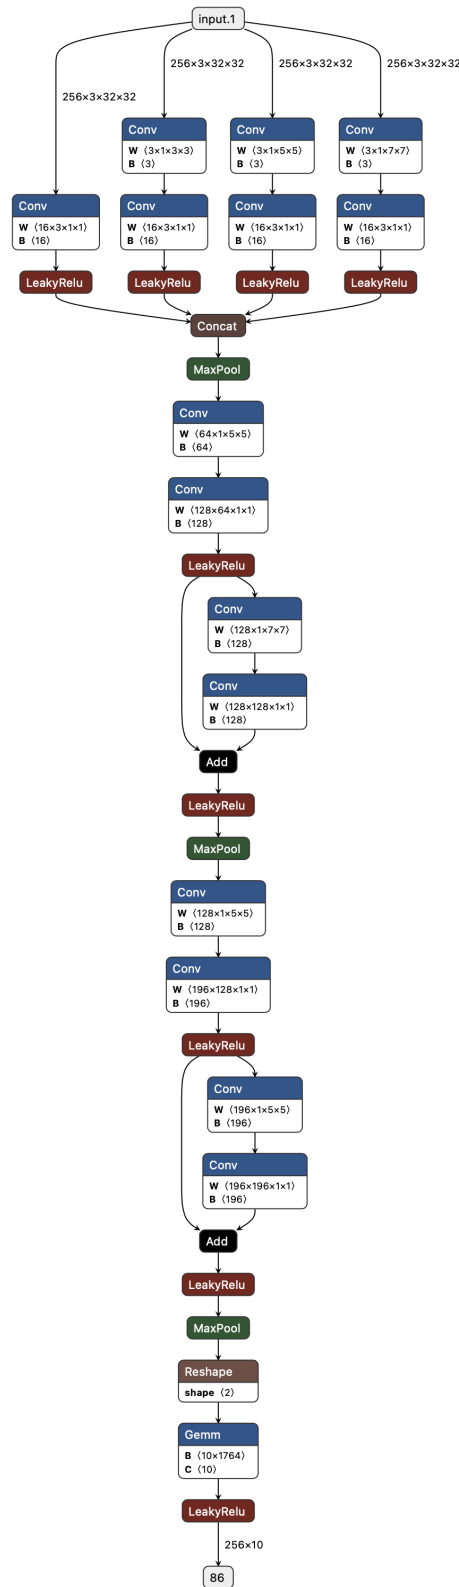 input.1
256×3×32×32
256×3×32×32
256×3×32×32
256×3×32×32
Conv
W ⟨3×1×3×3⟩
B ⟨3⟩
Conv
W ⟨3×1×5×5⟩
B ⟨3⟩
Conv
W ⟨3×1×7×7⟩
B ⟨3⟩
Conv
W ⟨16×3×1×1⟩
B ⟨16⟩
Conv
W ⟨16×3×1×1⟩
B ⟨16⟩
Conv
W ⟨16×3×1×1⟩
B ⟨16⟩
Conv
W ⟨16×3×1×1⟩
B ⟨16⟩
LeakyRelu
LeakyRelu
LeakyRelu
LeakyRelu
Concat
MaxPool
Conv
W ⟨64×1×5×5⟩
B ⟨64⟩
Conv
W ⟨128×64×1×1⟩
B ⟨128⟩
LeakyRelu
Conv
W ⟨128×1×7×7⟩
B ⟨128⟩
Conv
W ⟨128×128×1×1⟩
B ⟨128⟩
Add
LeakyRelu
MaxPool
Conv
W ⟨128×1×5×5⟩
B ⟨128⟩
Conv
W ⟨196×128×1×1⟩
B ⟨196⟩
LeakyRelu
Conv
W ⟨196×1×5×5⟩
B ⟨196⟩
Conv
W ⟨196×196×1×1⟩
B ⟨196⟩
Add
LeakyRelu
MaxPool
Reshape
shape ⟨2⟩
Gemm
B ⟨10×1764⟩
C ⟨10⟩
LeakyRelu
256×10
86